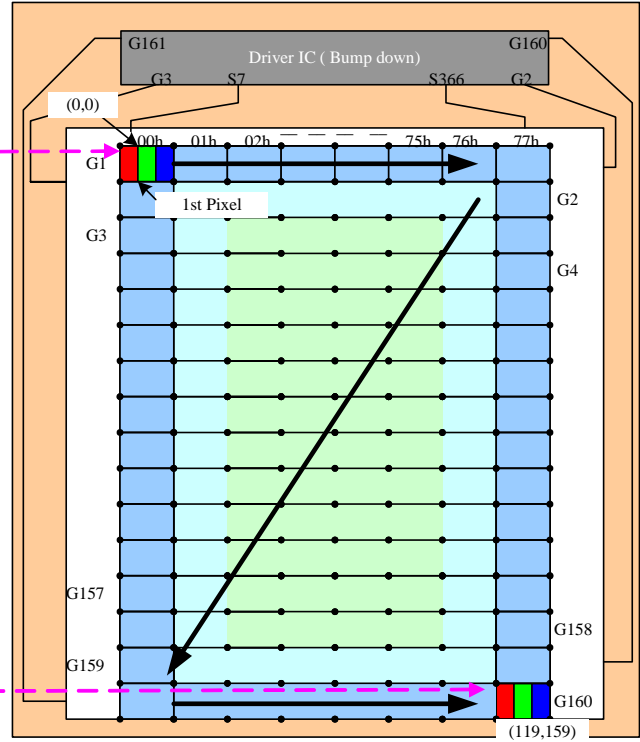 G161 G160
Driver IC ( Bump down)
G3 S7 S366 G2
(0,0)
00h 01h 02h 75h 76h 77h
G1
1st Pixel
G2
G3
G4
G157
G158
G159
G160
(119,159)